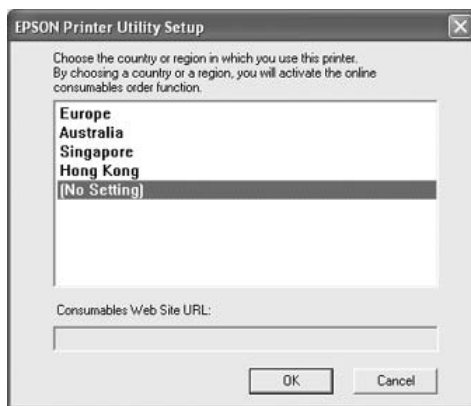 EPSON Printer Utility Setup
Choose the country or region in which you use this printer.
By choosing a country or a region, you will activate the online
consumables order function.
Europe
Australia
Singapore
Hong Kong
(No Setting)
Consumables Web Site URL:
OK
Cancel